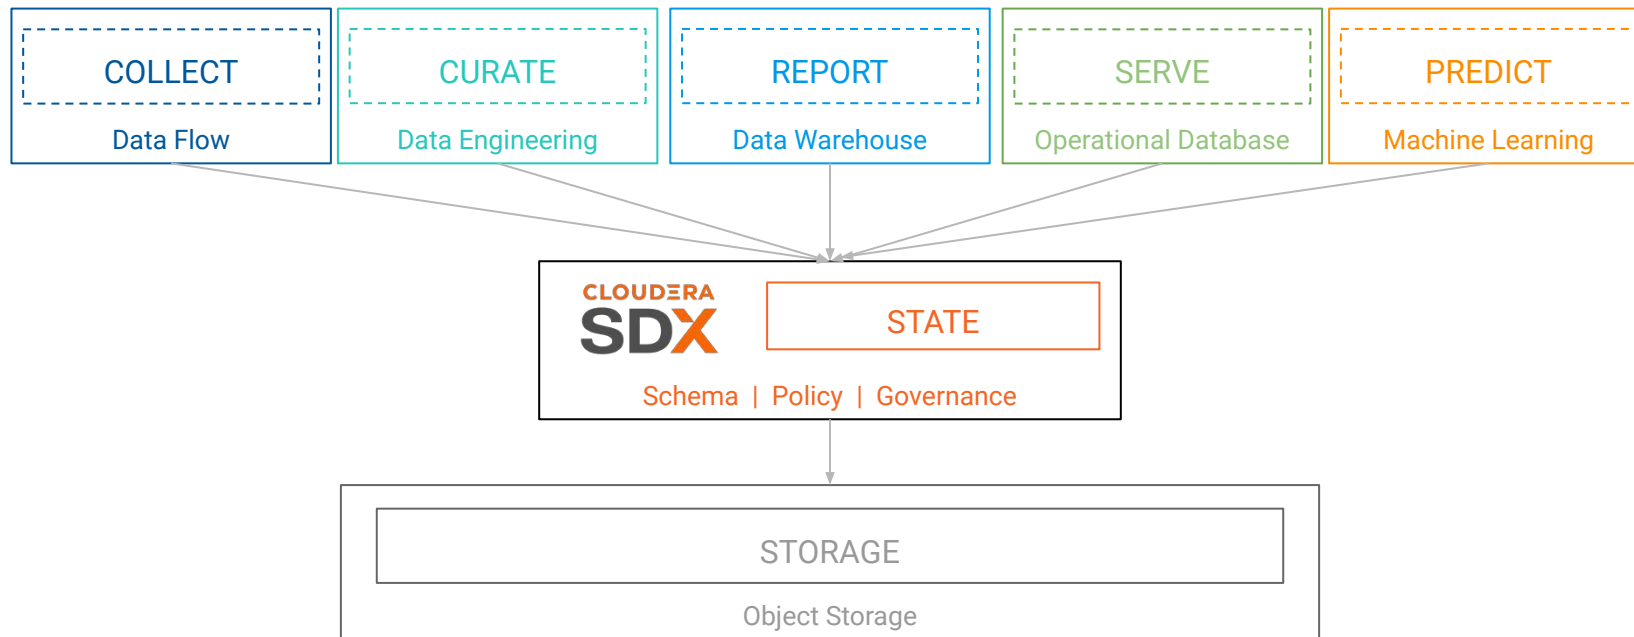 COLLECT
Data Flow
CURATE
Data Engineering
REPORT
Data Warehouse
SERVE
Operational Database
PREDICT
Machine Learning
CLOUDERA
SDX
STATE
Schema | Policy | Governance
STORAGE
Object Storage